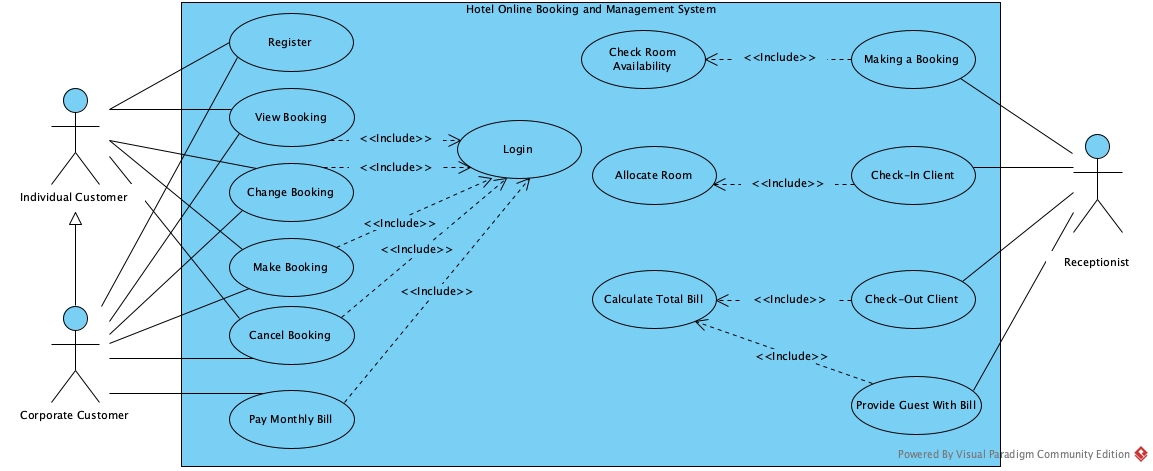 Hotel Online Booking and Management System
Register
Check Room
Availability
<<Include>>
Making a Booking
View Booking
<<Include>>
Login
<<Include>>
Individual Customer
Change Booking
Allocate Room
<<Include>>
Check-In Client
<<Include>>
<<Include>>
Receptionist
Make Booking
<<Include>>
Calculate Total Bill
<<Include>>
Check-Out Client
Cancel Booking
<<Include>>
Corporate Customer
Pay Monthly Bill
Provide Guest With Bill
Powered By Visual Paradigm Community Edition